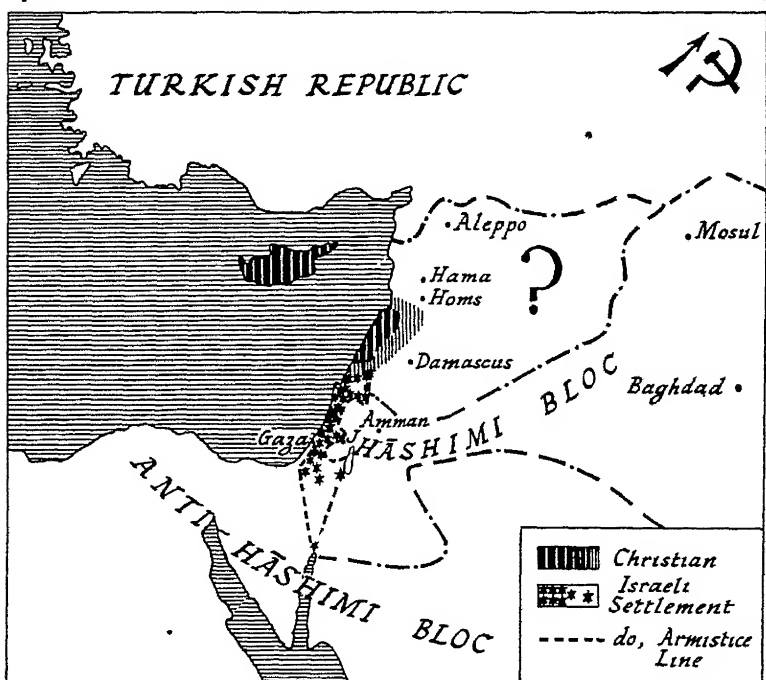 TURKISH REPUBLIC
Aleppo
Mosul
Hama
?
Homs
Damascus
Baghdad
Amman
Gaza
HĀSHIMI BLOC
ANTI-HĀSHIMI BLOC
Christian
Israeli
Settlement
do, Armistice
Line